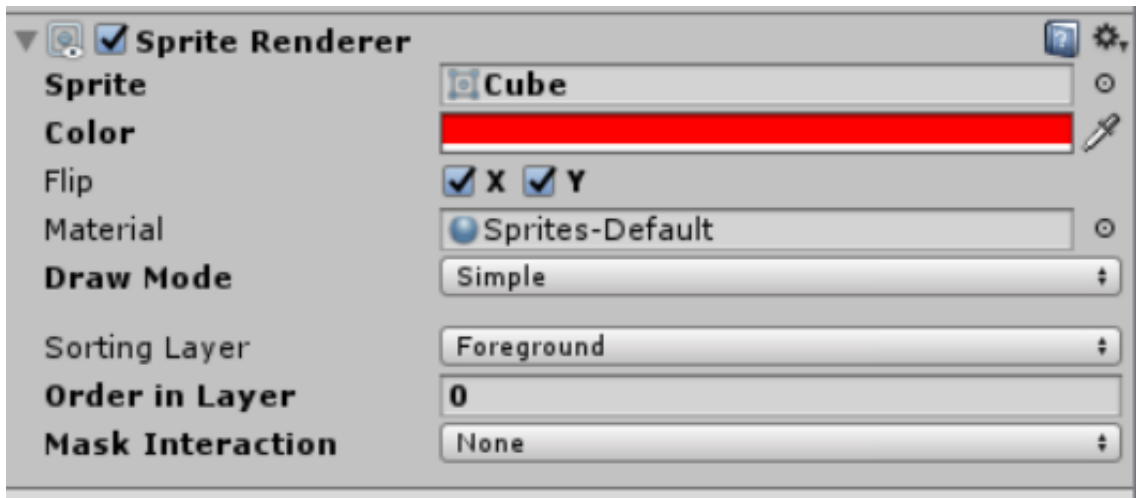 Sprite Renderer
Sprite Cube
Color
Flip X Y
Material Sprites-Default
Draw Mode Simple
Sorting Layer Foreground
Order in Layer 0
Mask Interaction None